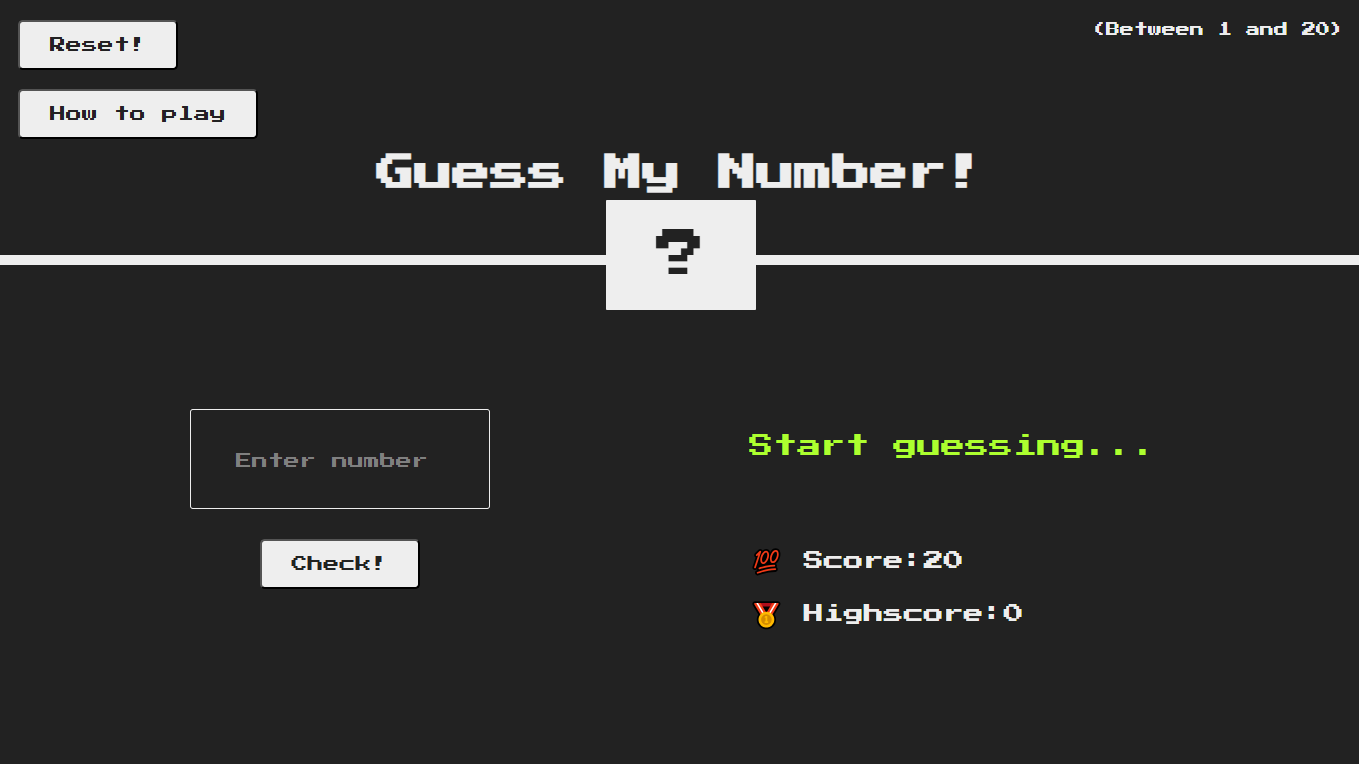 Reset!
(Between 1 and 20)
How to play
Guess My Number!
?
Enter number
Check!
Start guessing...
💯 Score:20
🥇 Highscore:0